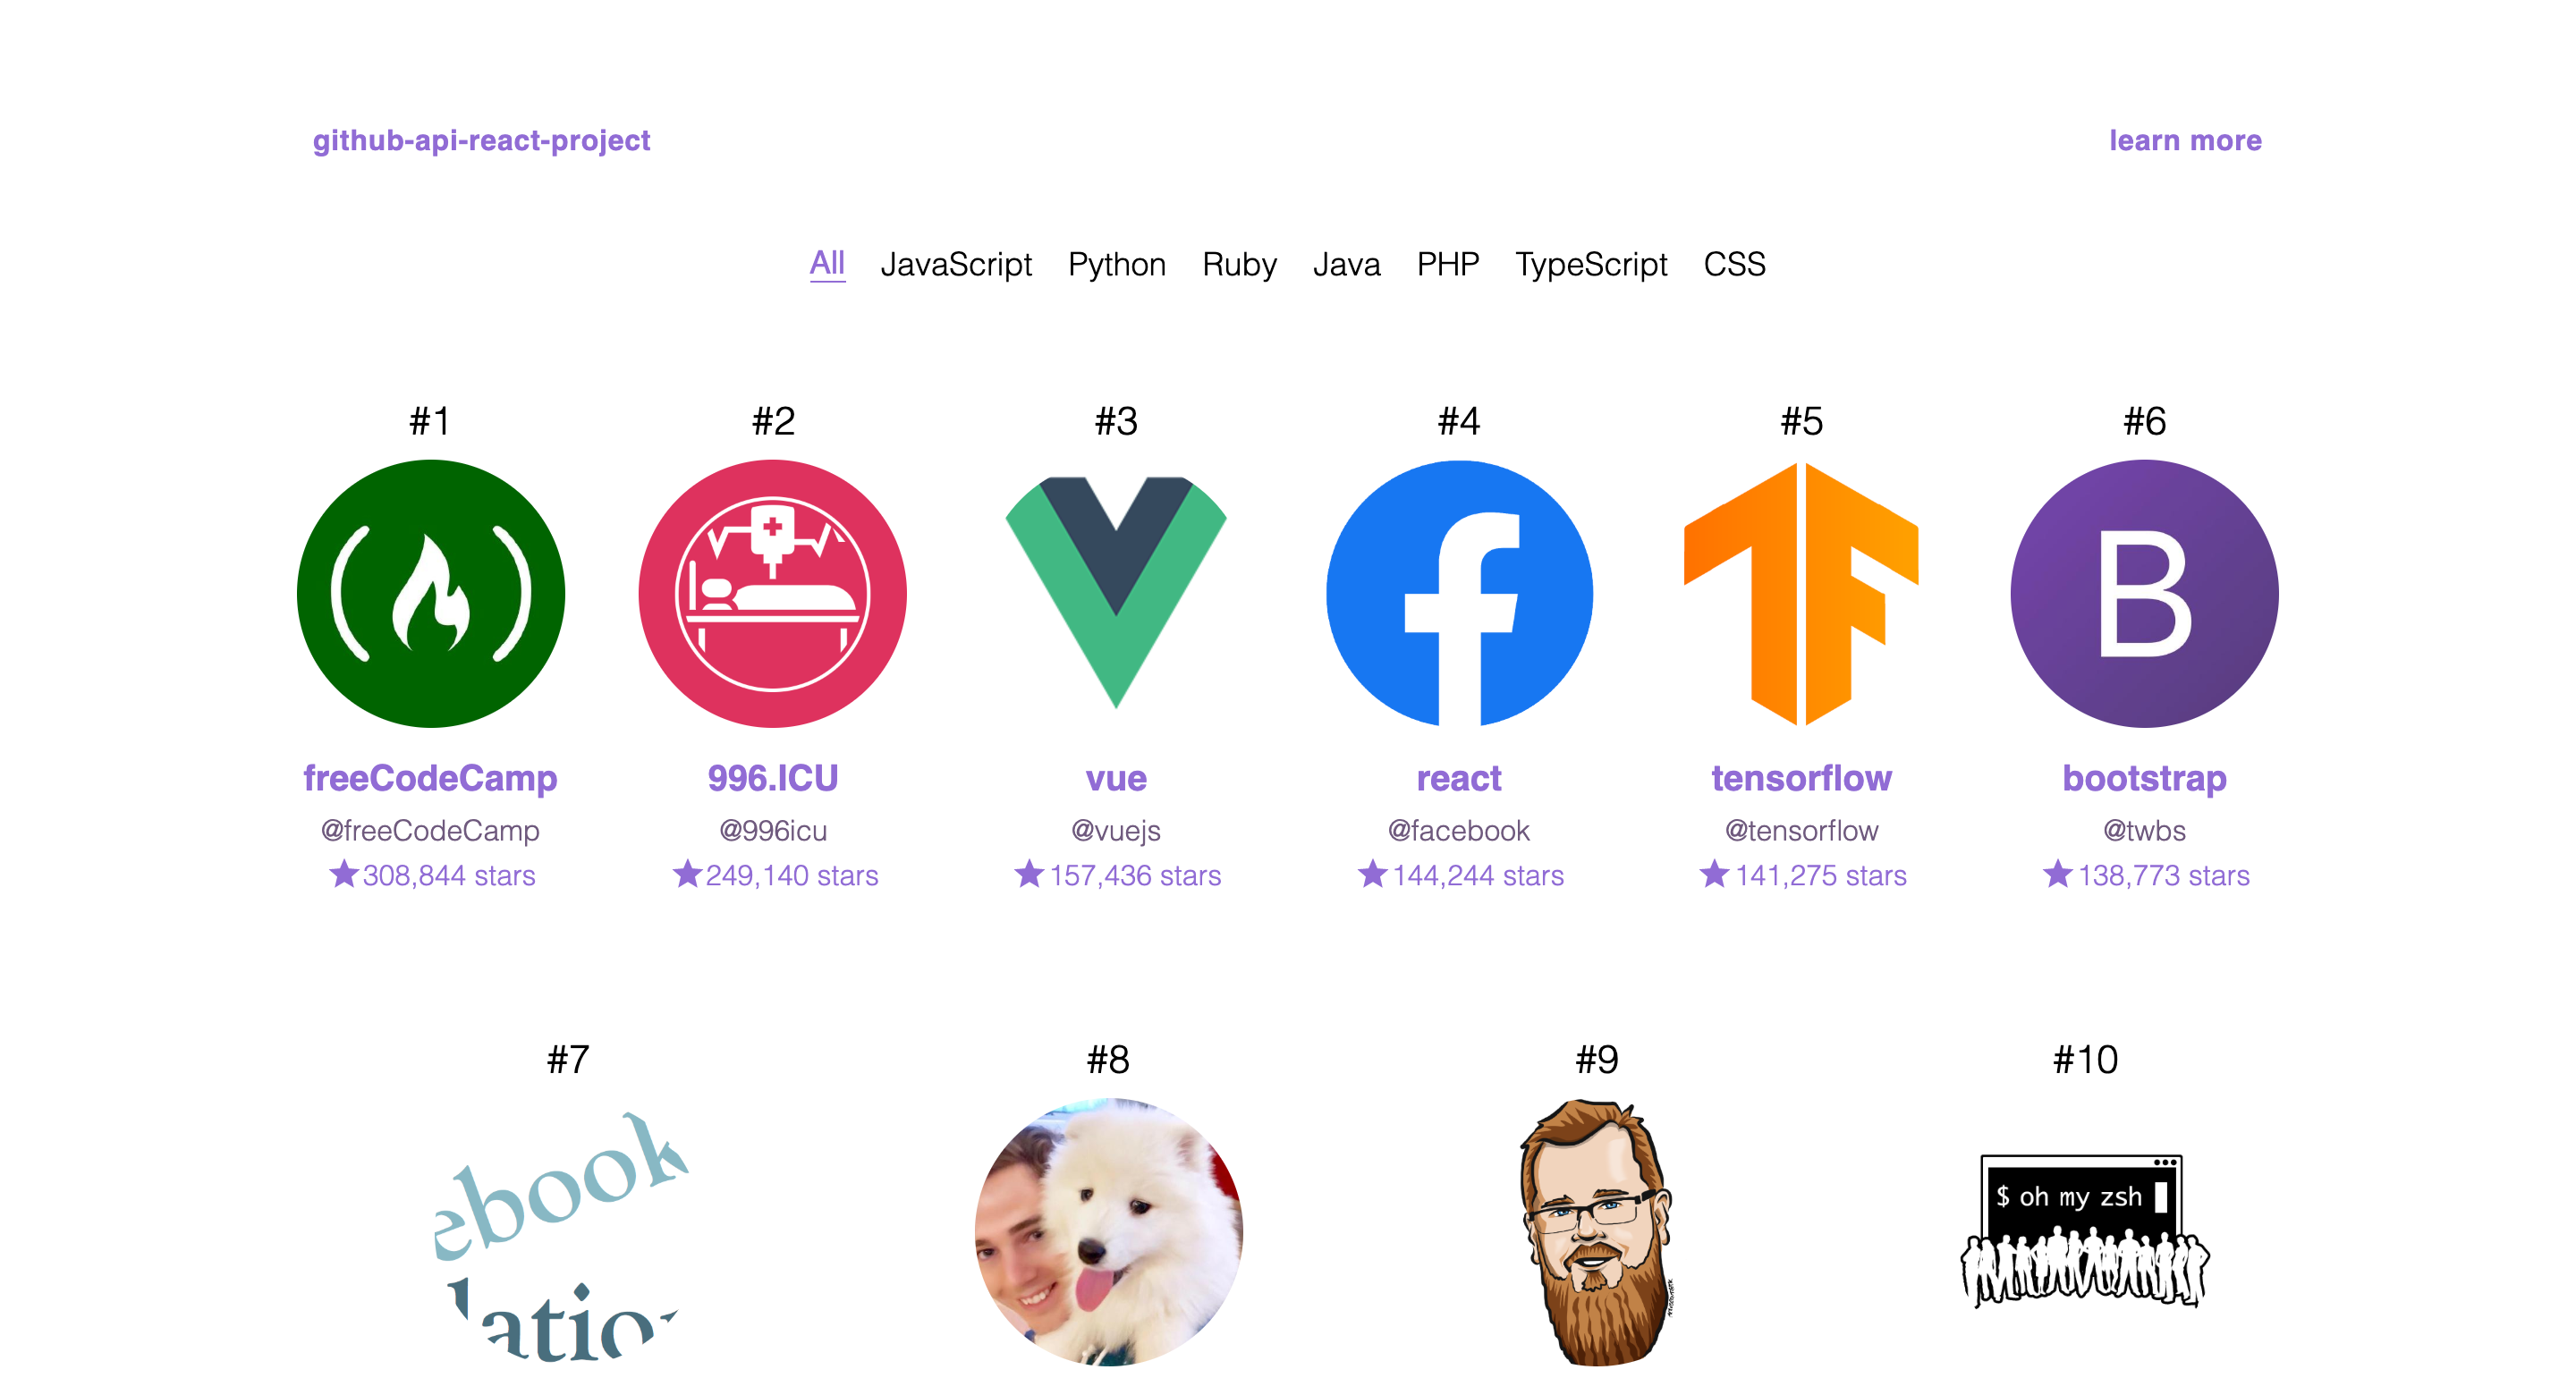 github-api-react-project learn more
All JavaScript Python Ruby Java PHP TypeScript CSS
#1 #2 #3 #4 #5 #6
B
freeCodeCamp 996.ICU vue react tensorflow bootstrap
@freeCodeCamp @996icu @vuejs @facebook @tensorflow @twbs
308,844 stars 249,140 stars 157,436 stars 144,244 stars 141,275 stars 138,773 stars
#7 #8 #9 #10
ebook
$ oh my zsh
datio